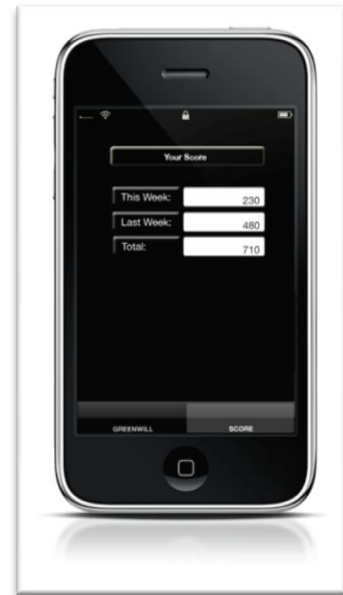 Your Score
This Week: 230
Last Week: 480
Total: 710
GREENWILL SCORE